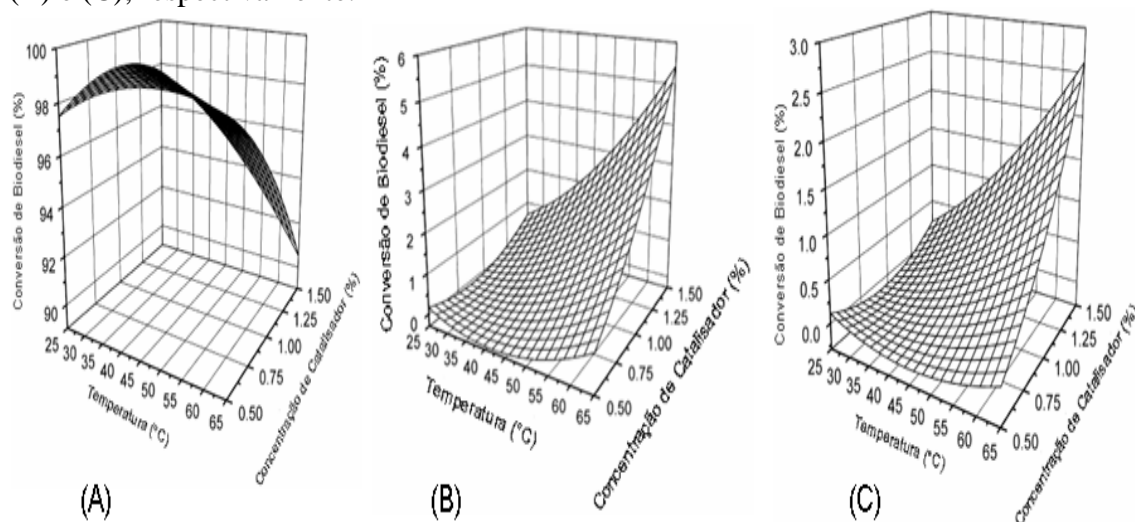 respectivamente.
Conversão de Biodiesel (%)
100
98
96
94
92
90
25 30 35 40 45 50 55 60 65
Temperatura (°C)
0.50 0.75 1.00 1.25 1.50
Concentração de Catalisador (%)
(A)
Conversão de Biodiesel (%)
6
5
4
3
2
1
0
25 30 35 40 45 50 55 60 65
Temperatura (°C)
0.50 0.75 1.00 1.25 1.50
Concentração de Catalisador (%)
(B)
Conversão de Biodiesel (%)
3.0
2.5
2.0
1.5
1.0
0.5
0.0
25 30 35 40 45 50 55 60 65
Temperatura (°C)
0.50 0.75 1.00 1.25 1.50
Concentração de Catalisador (%)
(C)